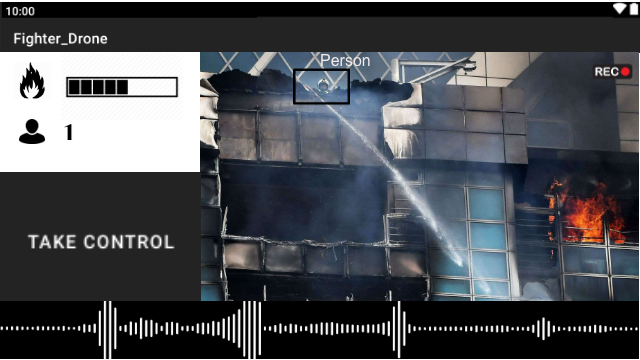 10:00
Fighter_Drone
Person
REC
1
TAKE CONTROL